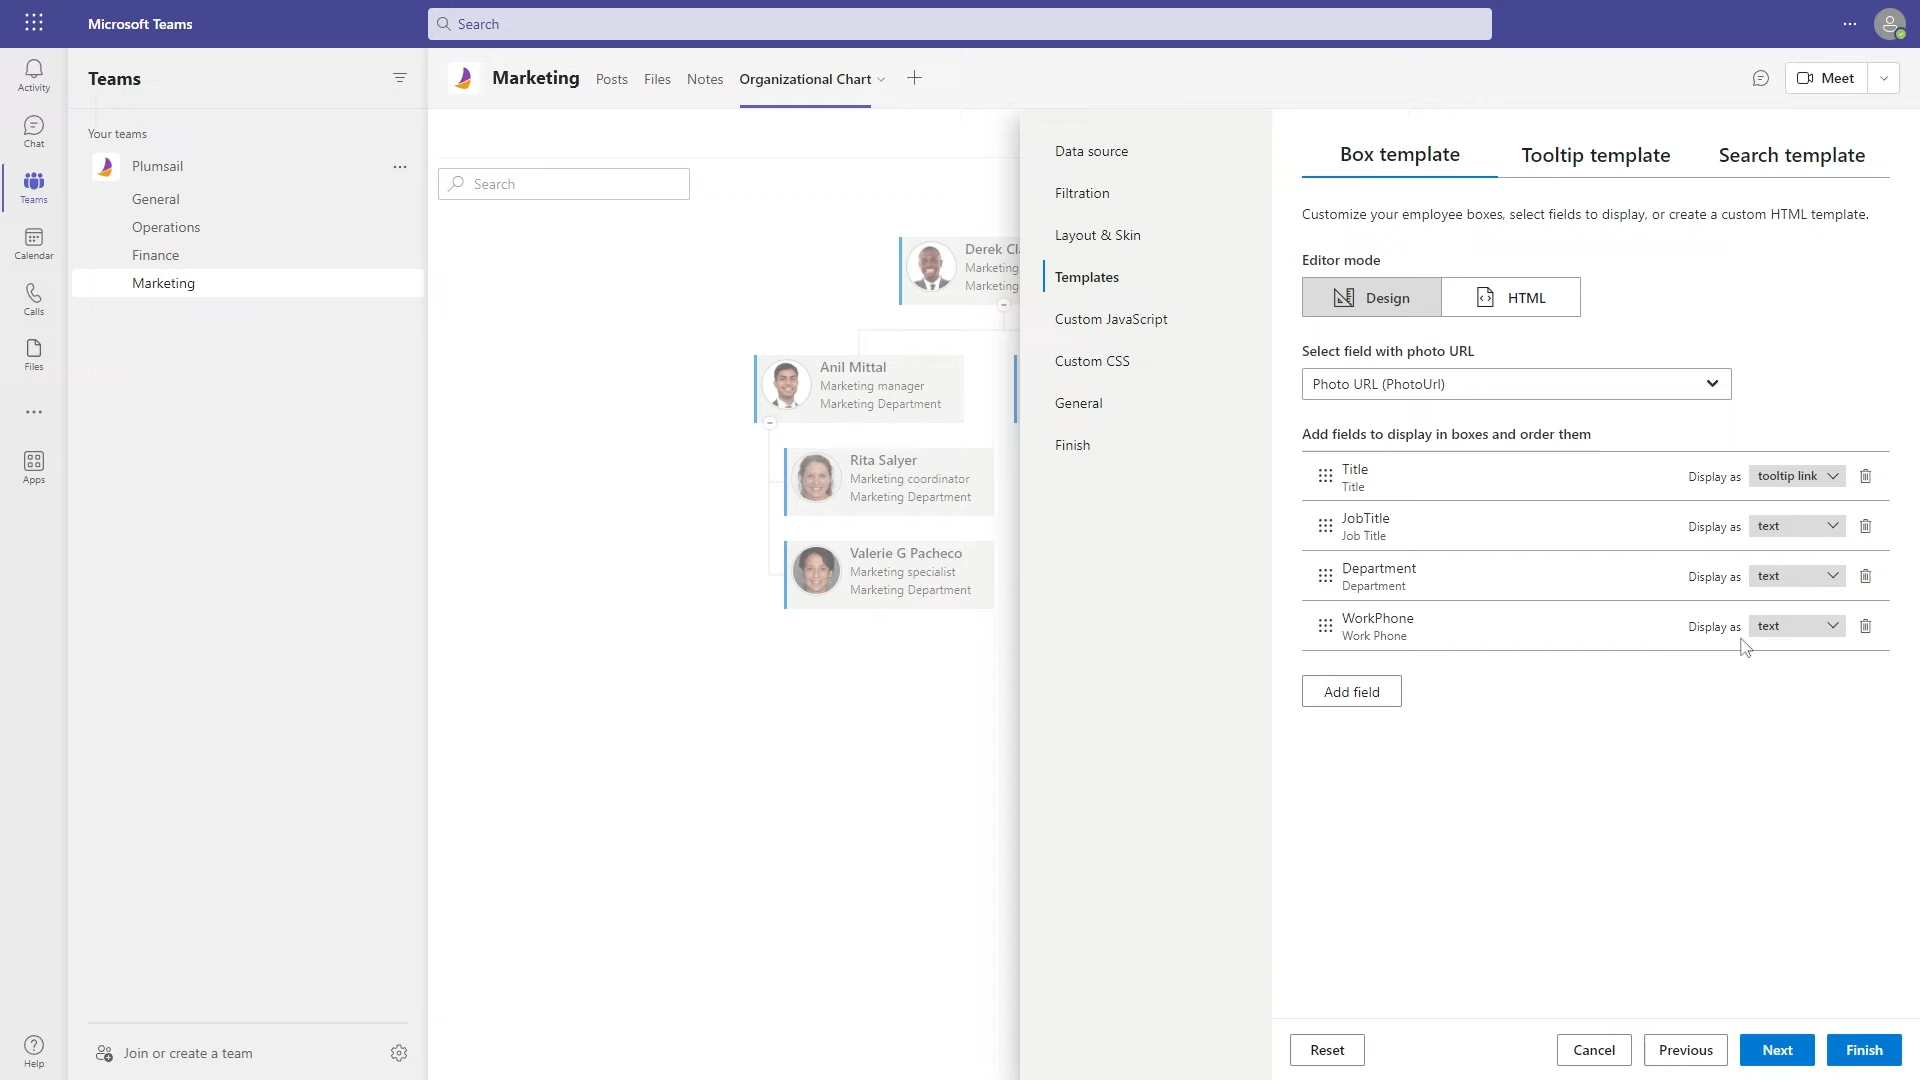 Microsoft Teams
Search
Activity
Chat
Teams
Calendar
Calls
Files
Apps
Help
Teams
Your teams
Plumsail
General
Operations
Finance
Marketing
Join or create a team
Marketing
Posts
Files
Notes
Organizational Chart
Meet
Search
Derek Cl
Marketing
Marketing
Anil Mittal
Marketing manager
Marketing Department
Rita Salyer
Marketing coordinator
Marketing Department
Valerie G Pacheco
Marketing specialist
Marketing Department
Data source
Filtration
Layout & Skin
Templates
Custom JavaScript
Custom CSS
General
Finish
Box template
Tooltip template
Search template
Customize your employee boxes, select fields to display, or create a custom HTML template.
Editor mode
Design
HTML
Select field with photo URL
Photo URL (PhotoUrl)
Add fields to display in boxes and order them
Title
Title
Display as tooltip link
JobTitle
Job Title
Display as text
Department
Department
Display as text
WorkPhone
Work Phone
Display as text
Add field
Reset
Cancel
Previous
Next
Finish